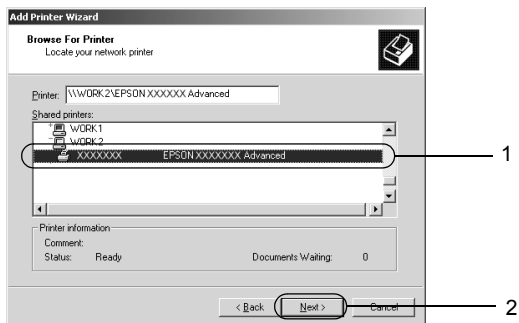 Add Printer Wizard
Browse For Printer
Locate your network printer
Printer: \\WORK2\EPSON XXXXXX Advanced
Shared printers:
WORK1
WORK2
XXXXXXX EPSON XXXXXXX Advanced
1
Printer information
Comment:
Status: Ready Documents Waiting: 0
< Back Next > Cancel
2